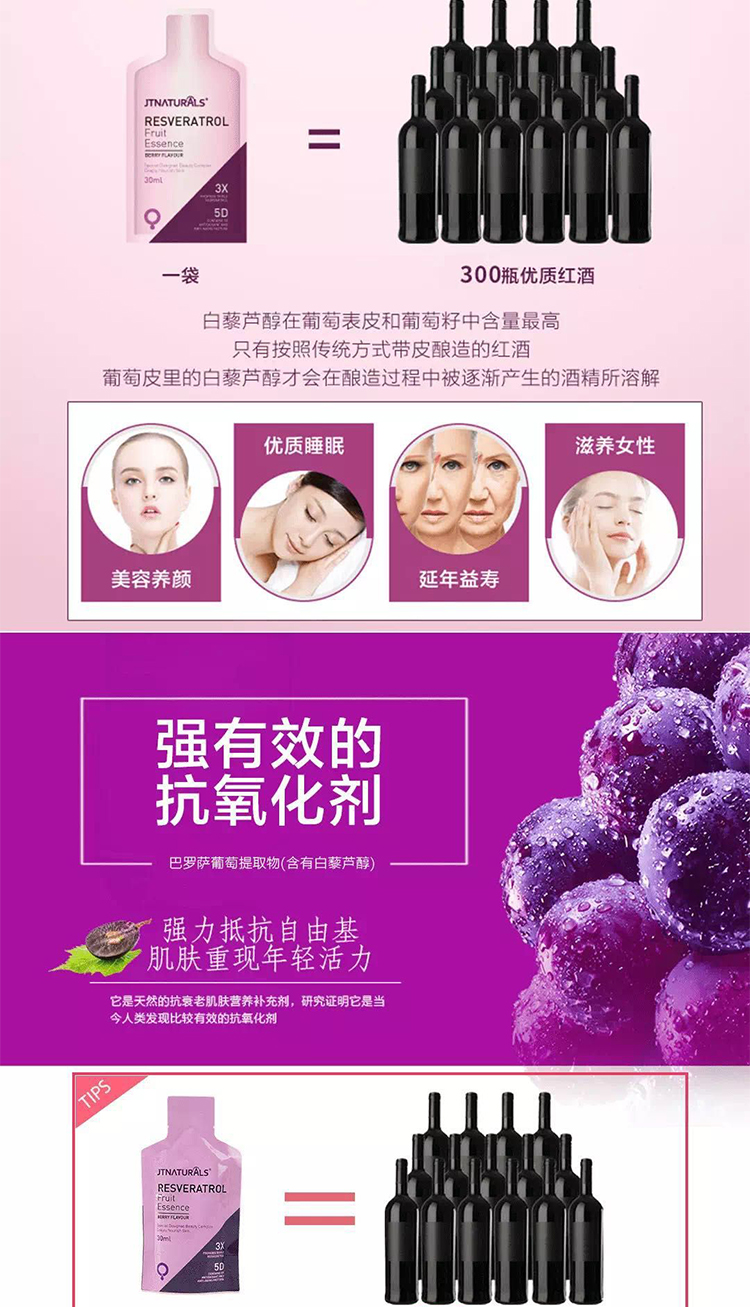 JTNATURALS®
RESVERATROL
Fruit
Essence
BERRY FLAVOUR
30mL
3X
5D
一袋
=
300瓶优质红酒
白藜芦醇在葡萄表皮和葡萄籽中含量最高
只有按照传统方式带皮酿造的红酒
葡萄皮里的白藜芦醇才会在酿造过程中被逐渐产生的酒精所溶解
美容养颜
优质睡眠
延年益寿
滋养女性
强有效的
抗氧化剂
巴罗萨葡萄提取物(含有白藜芦醇)
强力抵抗自由基
肌肤重现年轻活力
它是天然的抗衰老肌肤营养补充剂，研究证明它是当
今人类发现比较有效的抗氧化剂
TIPS
JTNATURALS®
RESVERATROL
Fruit
Essence
BERRY FLAVOUR
30mL
3X
5D
=